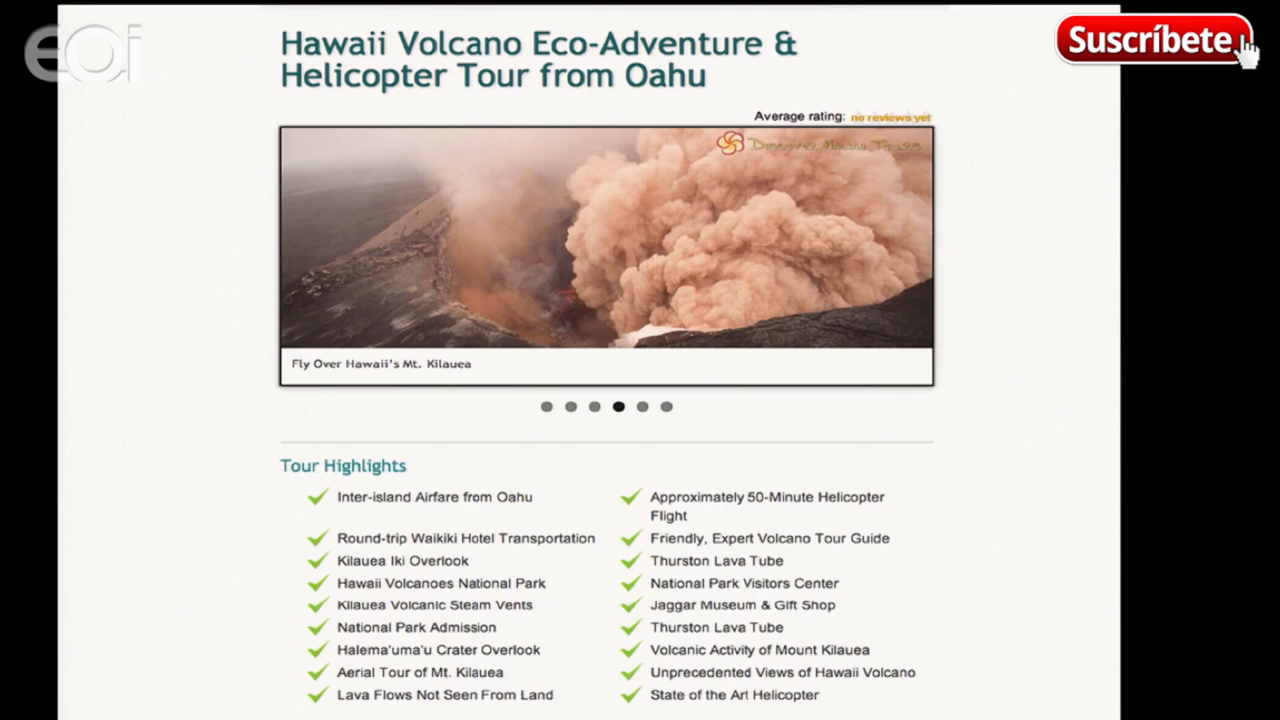 eoi
Suscríbete
Hawaii Volcano Eco-Adventure &
Helicopter Tour from Oahu
Average rating: no reviews yet
Discover Hawaii Tours
Fly Over Hawaii's Mt. Kilauea
Tour Highlights
Inter-island Airfare from Oahu
Round-trip Waikiki Hotel Transportation
Kilauea Iki Overlook
Hawaii Volcanoes National Park
Kilauea Volcanic Steam Vents
National Park Admission
Halema'uma'u Crater Overlook
Aerial Tour of Mt. Kilauea
Lava Flows Not Seen From Land
Approximately 50-Minute Helicopter
Flight
Friendly, Expert Volcano Tour Guide
Thurston Lava Tube
National Park Visitors Center
Jaggar Museum & Gift Shop
Thurston Lava Tube
Volcanic Activity of Mount Kilauea
Unprecedented Views of Hawaii Volcano
State of the Art Helicopter